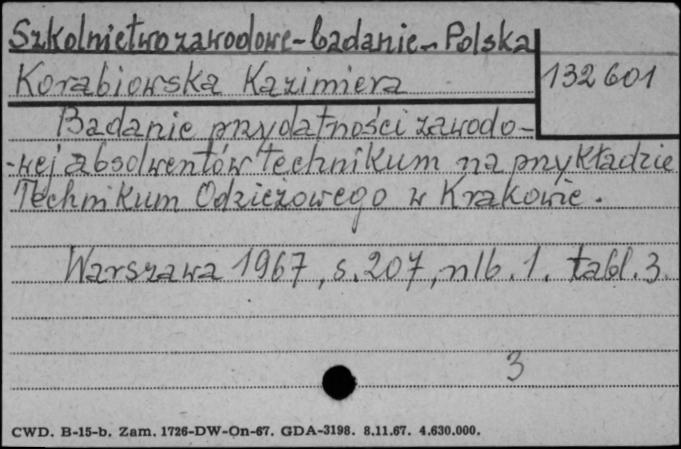 Szkolnictwo zawodowe - badanie - Polska
Korabiowska Kazimiera
132601
Badanie przydatności zawodo-
-wej absolwentów technikum na przykładzie
Technikum Odzieżowego w Krakowie.
Warszawa 1967, s. 207, nlb. 1. tabl. 3.
3
CWD. B-15-b. Zam. 1726-DW-On-67. GDA-3198. 8.11.67. 4.630.000.